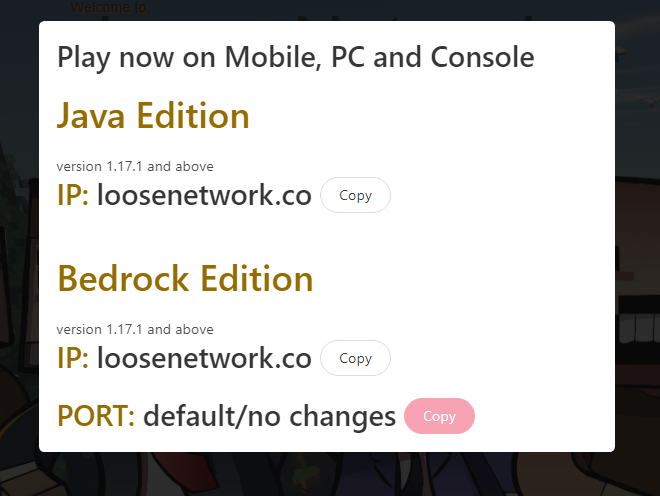 Welcome to,
Play now on Mobile, PC and Console
Java Edition
version 1.17.1 and above
IP: loosenetwork.co Copy
Bedrock Edition
version 1.17.1 and above
IP: loosenetwork.co Copy
PORT: default/no changes Copy